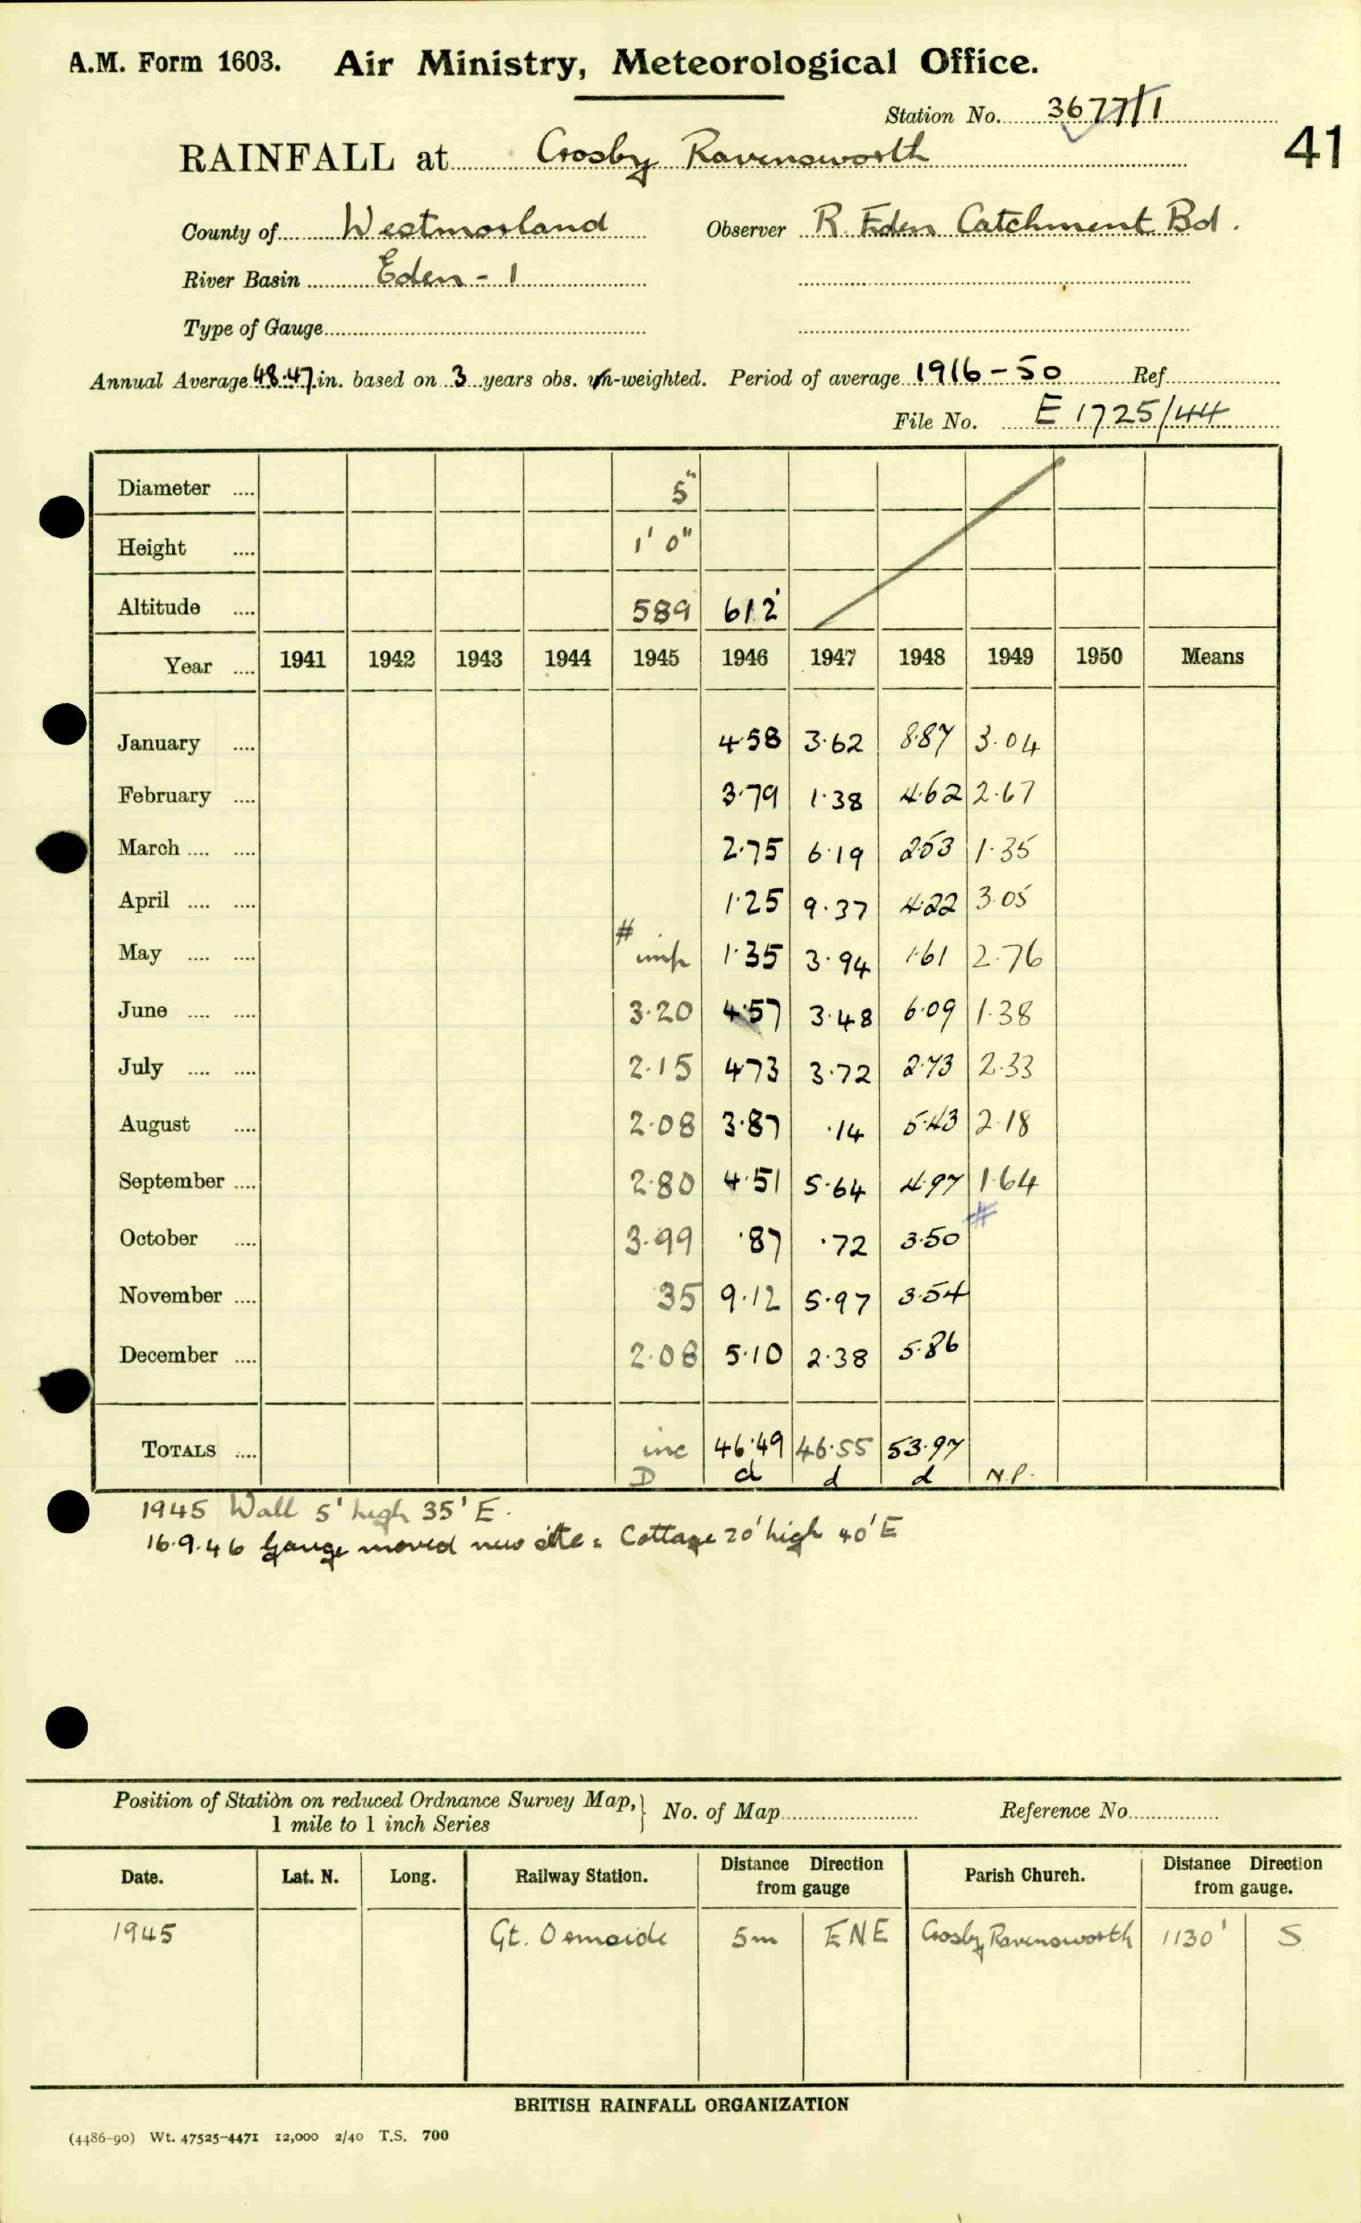 A.M. Form 1603. Air Ministry, Meteorological Office.
Station No. 3677/1
41
RAINFALL at Crosby Ravensworth
County of Westmorland Observer R. Eden Catchment Bd.
River Basin Eden - 1
Type of Gauge
Annual Average 48.47 in. based on 3 years obs. un-weighted. Period of average 1916-50 Ref.
File No. E 1725/44
Diameter .... 5"
Height .... 1' 0"
Altitude .... 589 612'
Year .... 1941 1942 1943 1944 1945 1946 1947 1948 1949 1950 Means
January .... 4.58 3.62 8.87 3.04
February .... 3.79 1.38 4.62 2.67
March .... .... 2.75 6.19 2.53 1.35
April .... .... 1.25 9.37 4.22 3.05
#
May .... .... imp 1.35 3.94 1.61 2.76
June .... .... 3.20 4.57 3.48 6.09 1.38
July .... .... 2.15 4.73 3.72 2.73 2.33
August .... 2.08 3.87 .14 5.43 2.18
September .... 2.80 4.51 5.64 4.97 1.64
#
October .... 3.99 .87 .72 3.50
November .... 35 9.12 5.97 3.54
December .... 2.08 5.10 2.38 5.86
TOTALS .... inc 46.49 46.55 53.97
D d d d N.P.
1945 Wall 5' high 35' E.
16.9.46 Gauge moved new site : Cottage 20' high 40' E
Position of Station on reduced Ordnance Survey Map,} No. of Map Reference No.
1 mile to 1 inch Series
Date. Lat. N. Long. Railway Station. Distance Direction from gauge Parish Church. Distance Direction from gauge.
1945 Gt. Ormside 5m ENE Crosby Ravensworth 1130' S
BRITISH RAINFALL ORGANIZATION
(4486-90) Wt. 47525-4471 12,000 2/40 T.S. 700